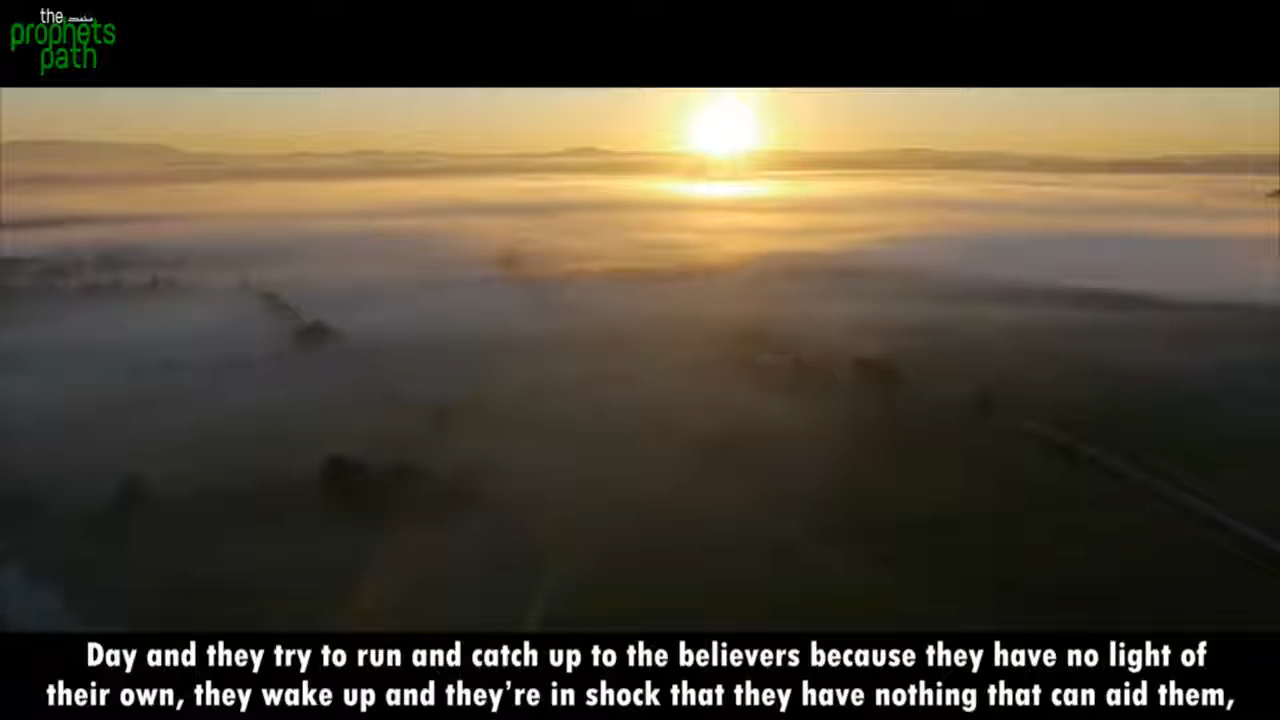 the
prophets
path
Day and they try to run and catch up to the believers because they have no light of
their own, they wake up and they’re in shock that they have nothing that can aid them,